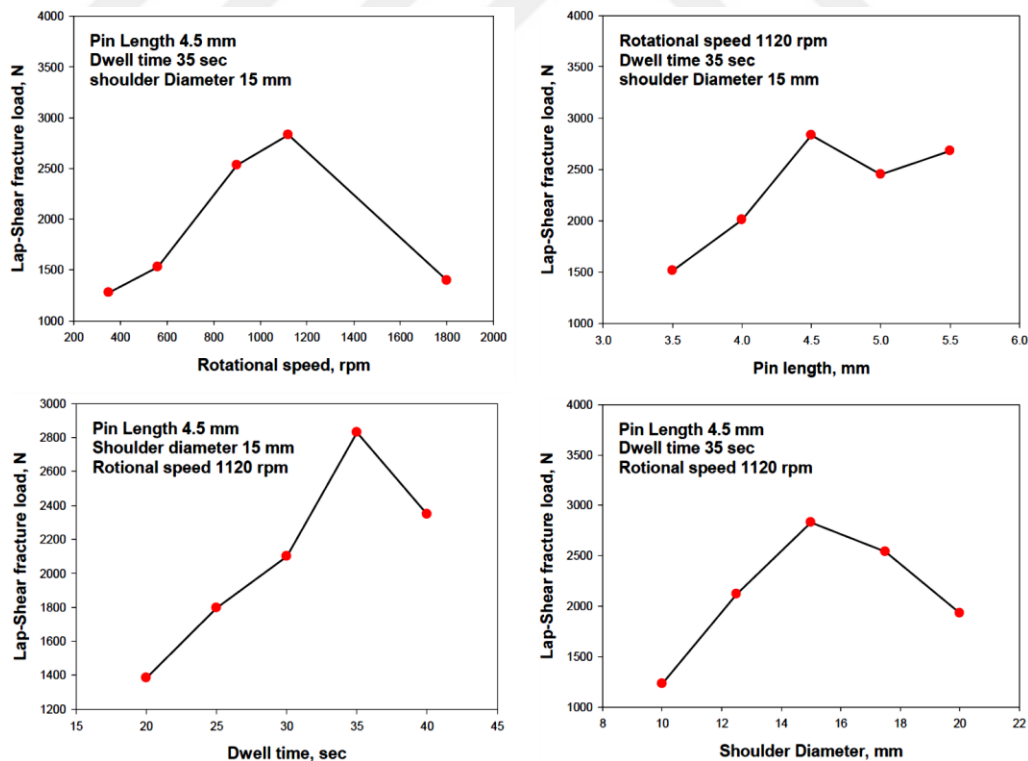 4000
3500
3000
2500
2000
1500
1000
Lap-Shear fracture load, N
Pin Length 4.5 mm
Dwell time 35 sec
shoulder Diameter 15 mm
200 400 600 800 1000 1200 1400 1600 1800 2000
Rotational speed, rpm
4000
3500
3000
2500
2000
1500
1000
Lap-Shear fracture load, N
Rotational speed 1120 rpm
Dwell time 35 sec
shoulder Diameter 15 mm
3.0 3.5 4.0 4.5 5.0 5.5 6.0
Pin length, mm
3000
2800
2600
2400
2200
2000
1800
1600
1400
1200
Lap-Shear fracture load, N
Pin Length 4.5 mm
Shoulder diameter 15 mm
Rotional speed 1120 rpm
15 20 25 30 35 40 45
Dwell time, sec
4000
3500
3000
2500
2000
1500
1000
Lap-Shear fracture load, N
Pin Length 4.5 mm
Dwell time 35 sec
Rotional speed 1120 rpm
8 10 12 14 16 18 20 22
Shoulder Diameter, mm